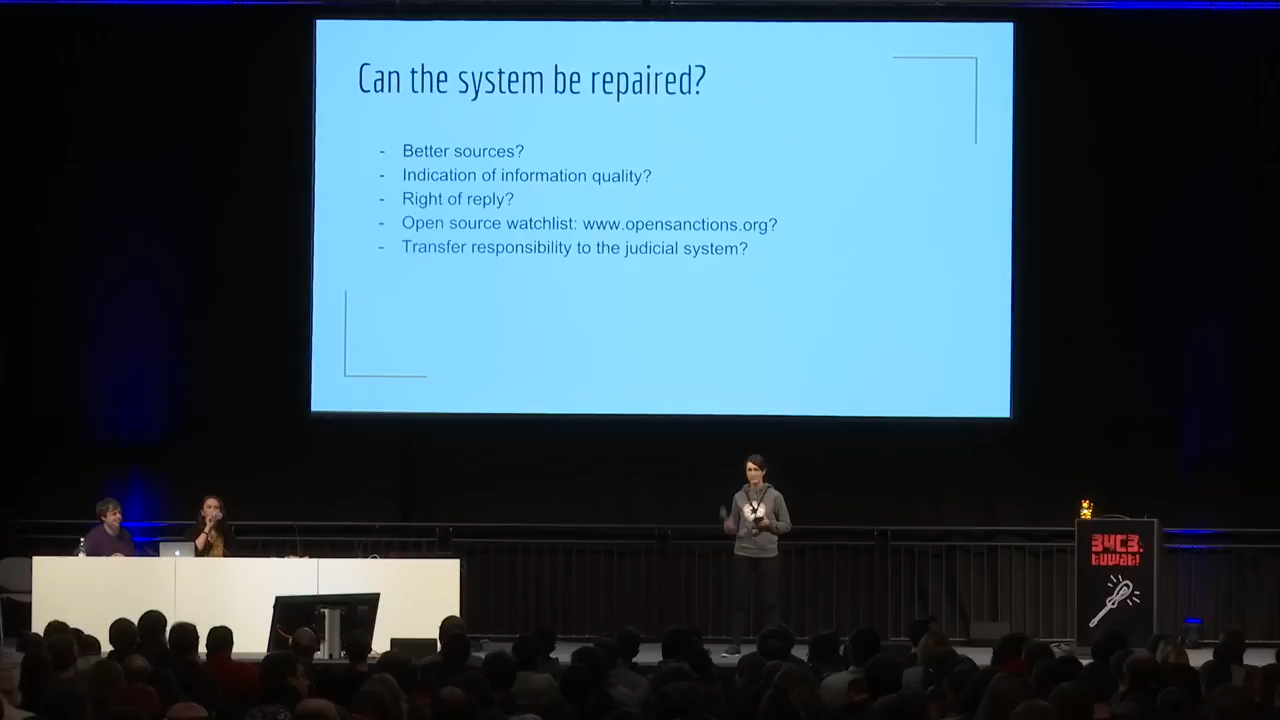 Can the system be repaired?
- Better sources?
- Indication of information quality?
- Right of reply?
- Open source watchlist: www.opensanctions.org?
- Transfer responsibility to the judicial system?
34C3.
tuwat!